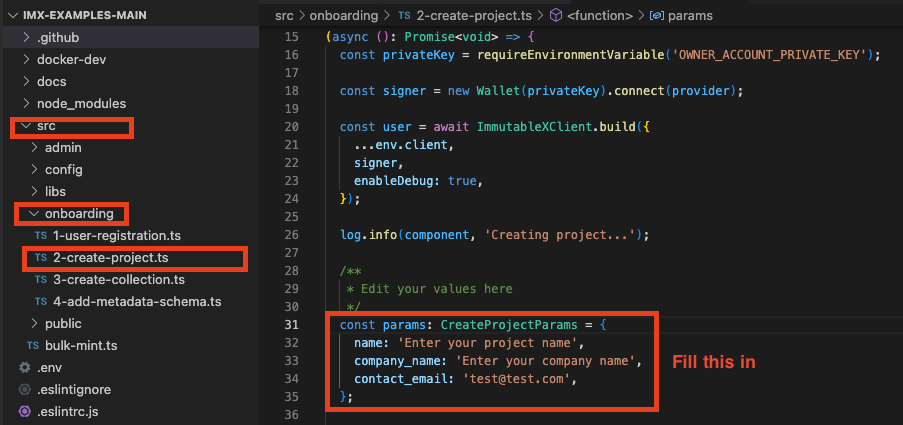 IMX-EXAMPLES-MAIN
.github
docker-dev
docs
node_modules
src
admin
config
libs
onboarding
TS 1-user-registration.ts
TS 2-create-project.ts
TS 3-create-collection.ts
TS 4-add-metadata-schema.ts
public
TS bulk-mint.ts
.env
.eslintignore
.eslintrc.js
src > onboarding > TS 2-create-project.ts > <function> > params
15 (async (): Promise<void> => {
16 const privateKey = requireEnvironmentVariable('OWNER_ACCOUNT_PRIVATE_KEY');
17
18 const signer = new Wallet(privateKey).connect(provider);
19
20 const user = await ImmutableXClient.build({
21 ...env.client,
22 signer,
23 enableDebug: true,
24 });
25
26 log.info(component, 'Creating project...');
27
28 /**
29 * Edit your values here
30 */
31 const params: CreateProjectParams = {
32 name: 'Enter your project name',
33 company_name: 'Enter your company name',
34 contact_email: 'test@test.com',
35 };
36
Fill this in